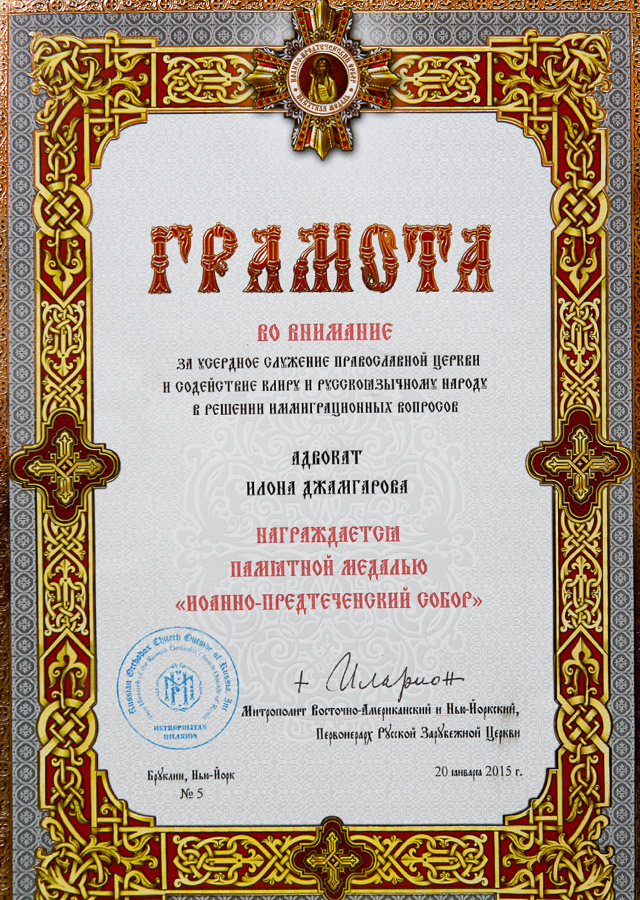 ИОАННО-ПРЕДТЕЧЕНСКИЙ СОБОР
ПАМЯТНАЯ МЕДАЛЬ
ГРАМОТА
ВО ВНИМАНИЕ
ЗА УСЕРДНОЕ СЛУЖЕНИЕ ПРАВОСЛАВНОЙ ЦЕРКВИ
И СОДЕЙСТВИЕ КЛИРУ И РУССКОЯЗЫЧНОМУ НАРОДУ
В РЕШЕНИИ ИММИГРАЦИОННЫХ ВОПРОСОВ
АДВОКАТ
ИЛОНА ДЖАМГАРОВА
НАГРАЖДАЕТСЯ
ПАМЯТНОЙ МЕДАЛЬЮ
«ИОАННО-ПРЕДТЕЧЕНСКИЙ СОБОР»
+ Иларион
Митрополит Восточно-Американский и Нью-Йоркский,
Первоиерарх Русской Зарубежной Церкви
Russian Orthodox Church Outside of Russia, Inc
METROPOLITAN
HILARION
Бруклин, Нью-Йорк
№ 5
20 января 2015 г.